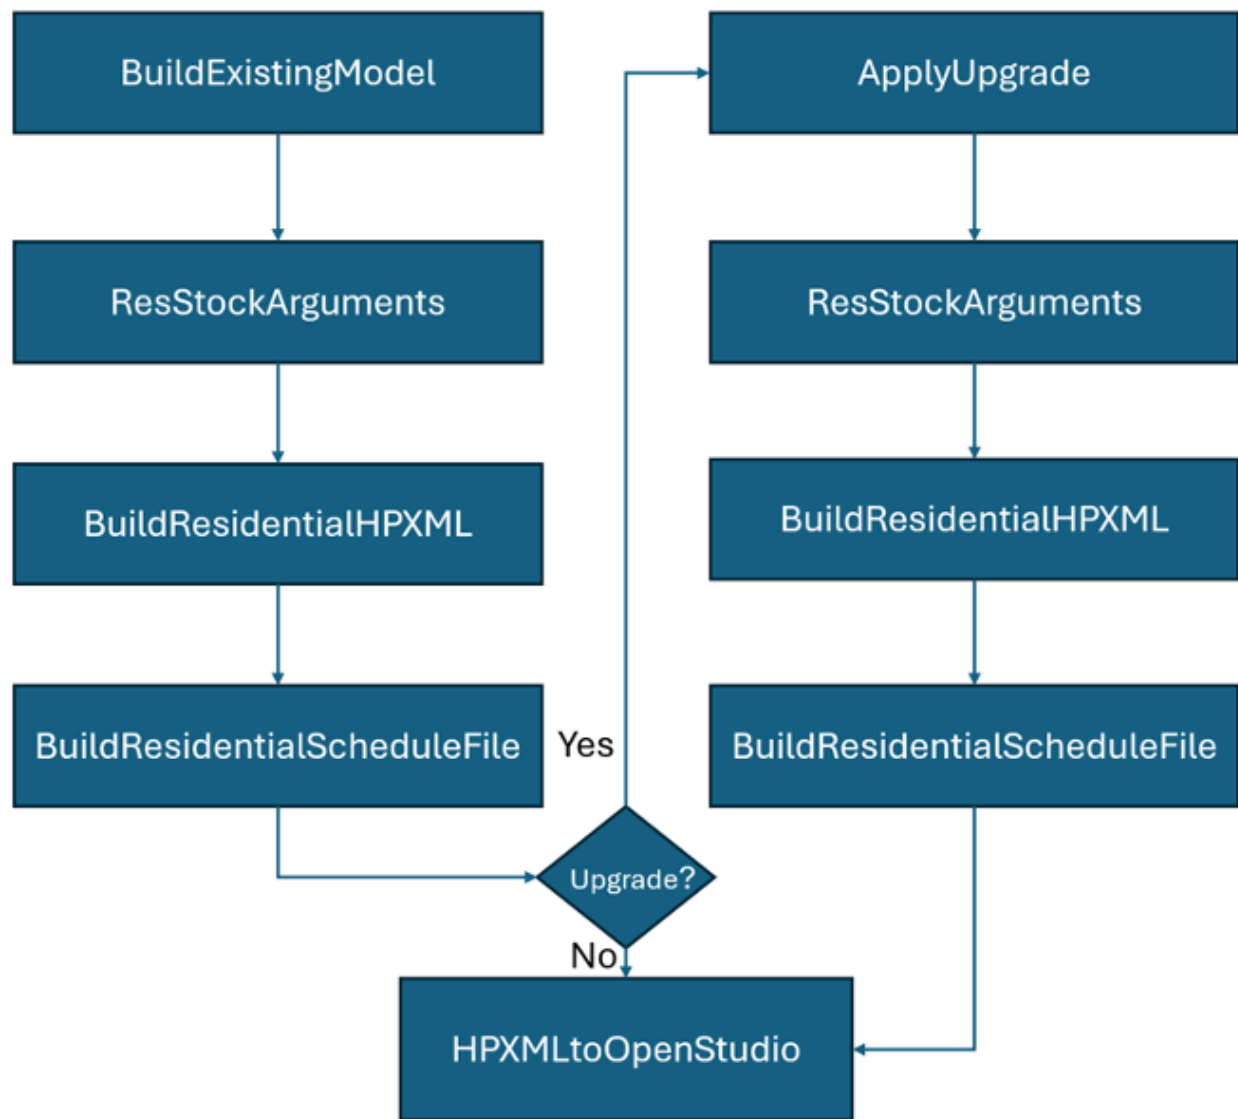 BuildExistingModel
ResStockArguments
BuildResidentialHPXML
BuildResidentialScheduleFile
Upgrade?
Yes
No
ApplyUpgrade
ResStockArguments
BuildResidentialHPXML
BuildResidentialScheduleFile
HPXMLtoOpenStudio